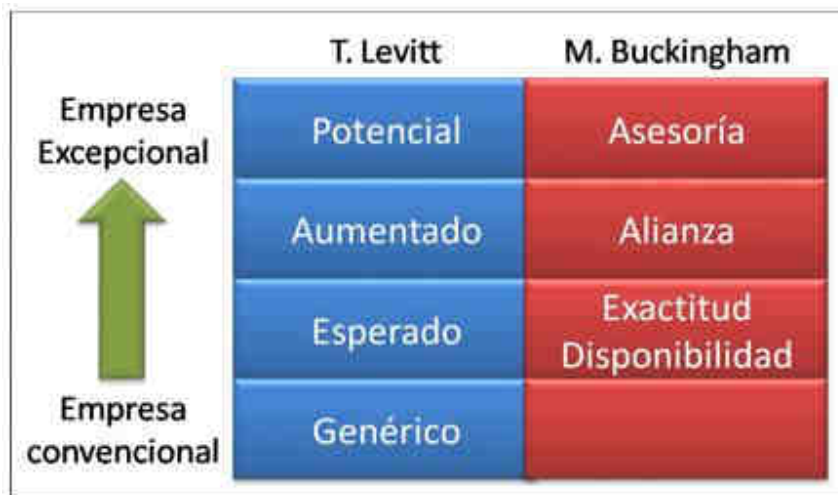 T. Levitt M. Buckingham
Empresa
Excepcional
Potencial Asesoría
Aumentado Alianza
Esperado Exactitud
Disponibilidad
Empresa
convencional
Genérico